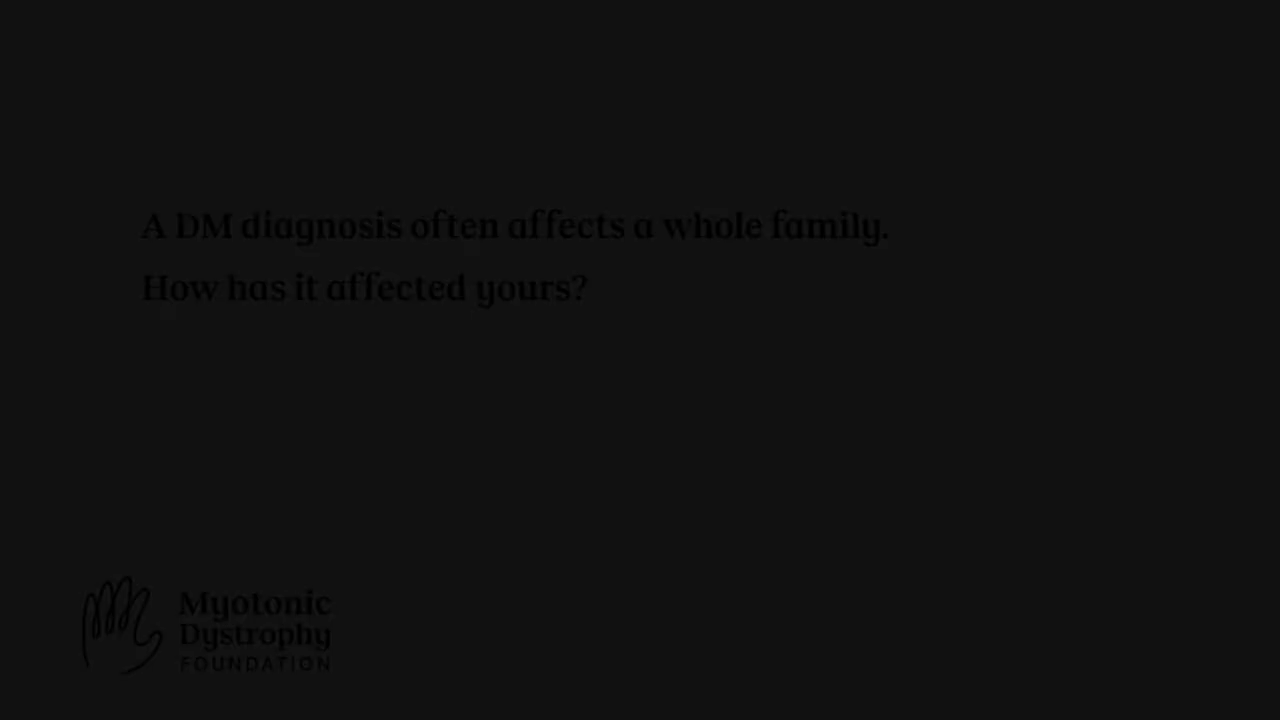 A DM diagnosis often affects a whole family.
How has it affected yours?
Myotonic
Dystrophy
FOUNDATION